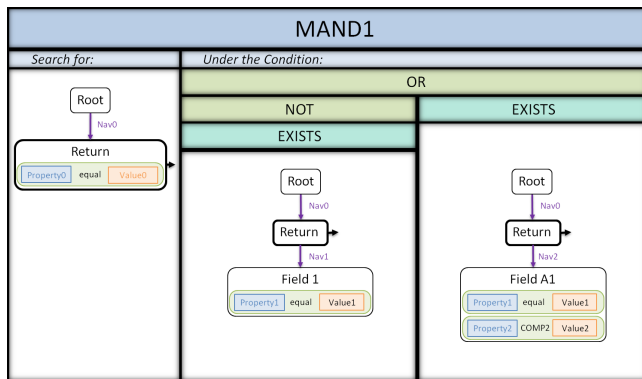 MAND1
Search for:
Under the Condition:
OR
NOT
EXISTS
EXISTS
Root
Nav0
Return
Property0 equal Value0
Root
Nav0
Return
Nav1
Field 1
Property1 equal Value1
Root
Nav0
Return
Nav2
Field A1
Property1 equal Value1
Property2 COMP2 Value2